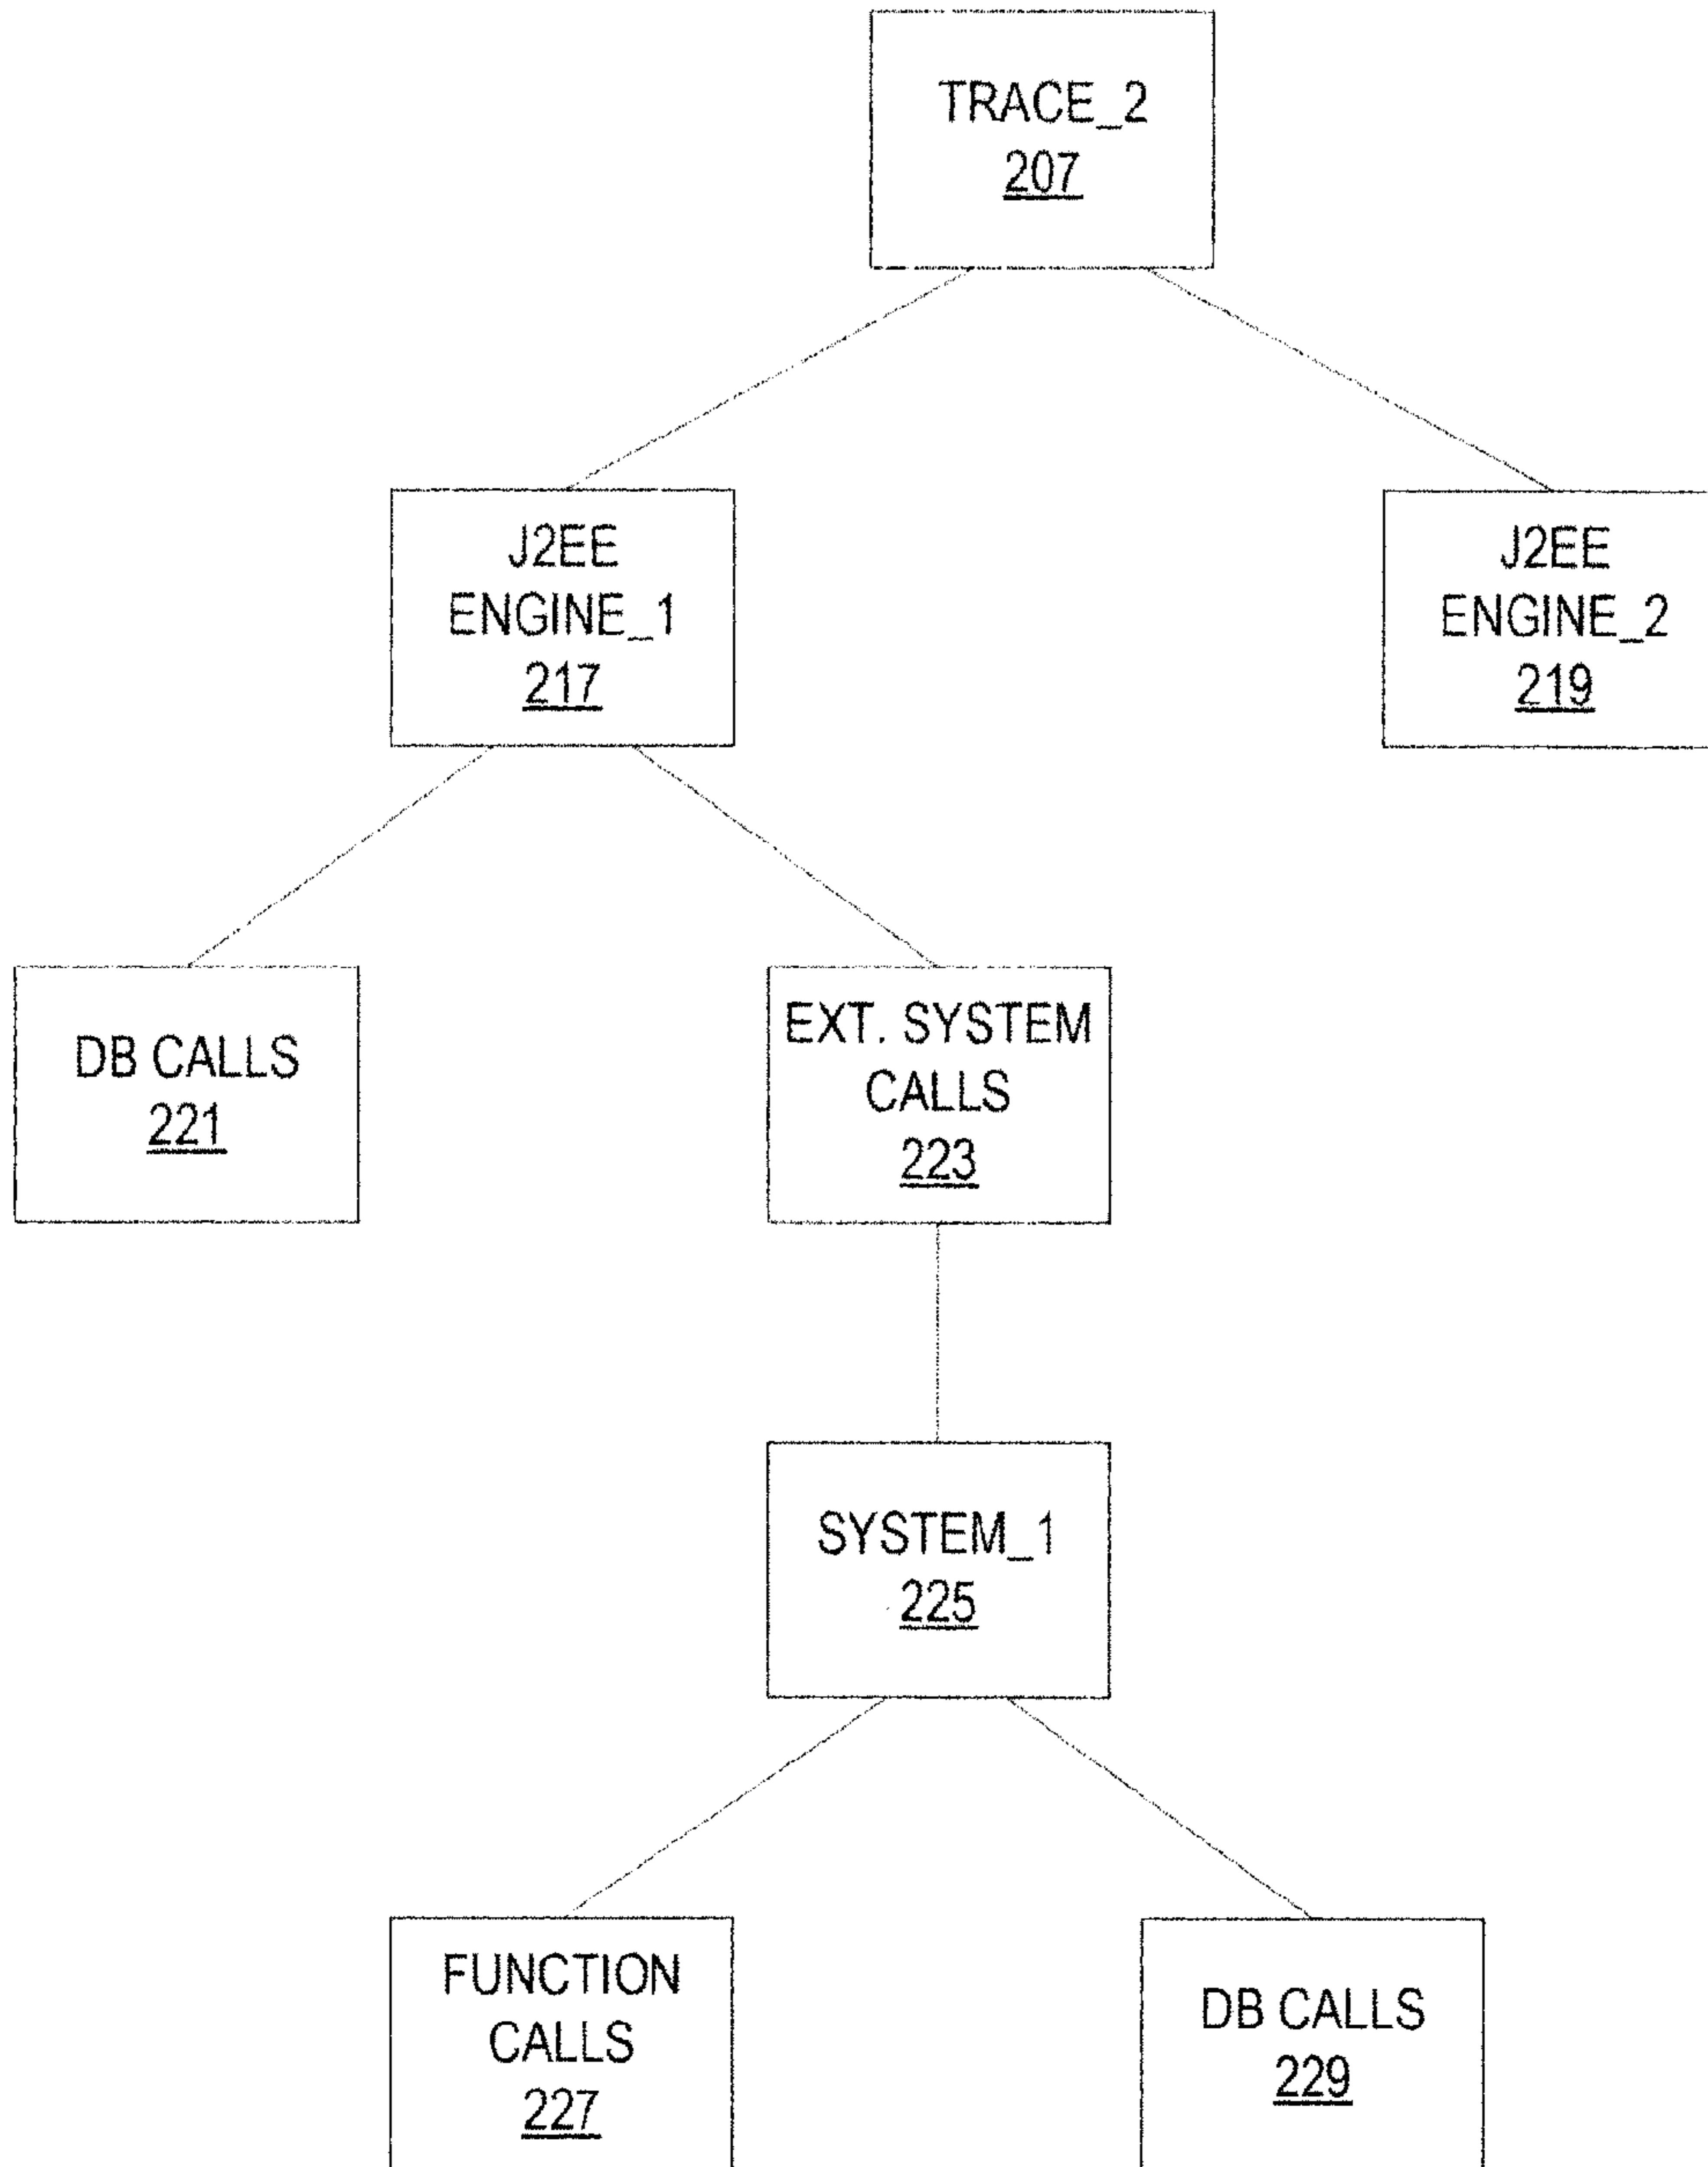 TRACE_2
207
J2EE
ENGINE_1
217
J2EE
ENGINE_2
219
DB CALLS
221
EXT. SYSTEM
CALLS
223
SYSTEM_1
225
FUNCTION
CALLS
227
DB CALLS
229